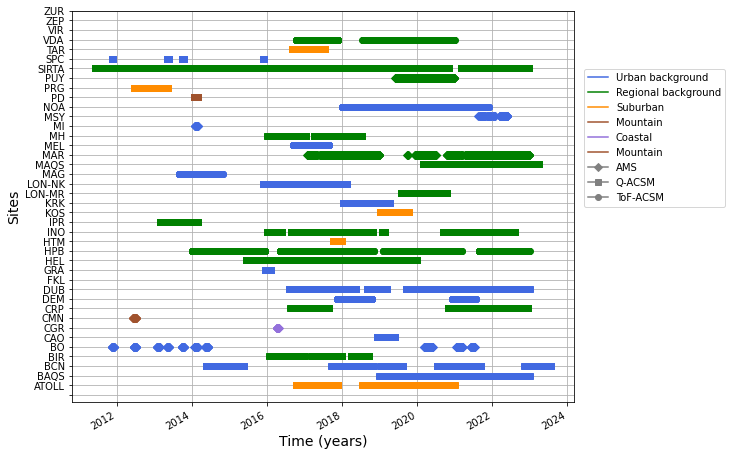 ZUR
ZEP
VIR
VDA
TAR
SPC
SIRTA
PUY
PRG
PD
NOA
MSY
MI
MH
MEL
MAR
MAQS
MAG
LON-NK
LON-MR
KRK
KOS
IPR
INO
HTM
HPB
HEL
GRA
FKL
DUB
DEM
CRP
CMN
CGR
CAO
BO
BIR
BCN
BAQS
ATOLL
Sites
2012 2014 2016 2018 2020 2022 2024
Time (years)
Urban background
Regional background
Suburban
Mountain
Coastal
Mountain
AMS
Q-ACSM
ToF-ACSM